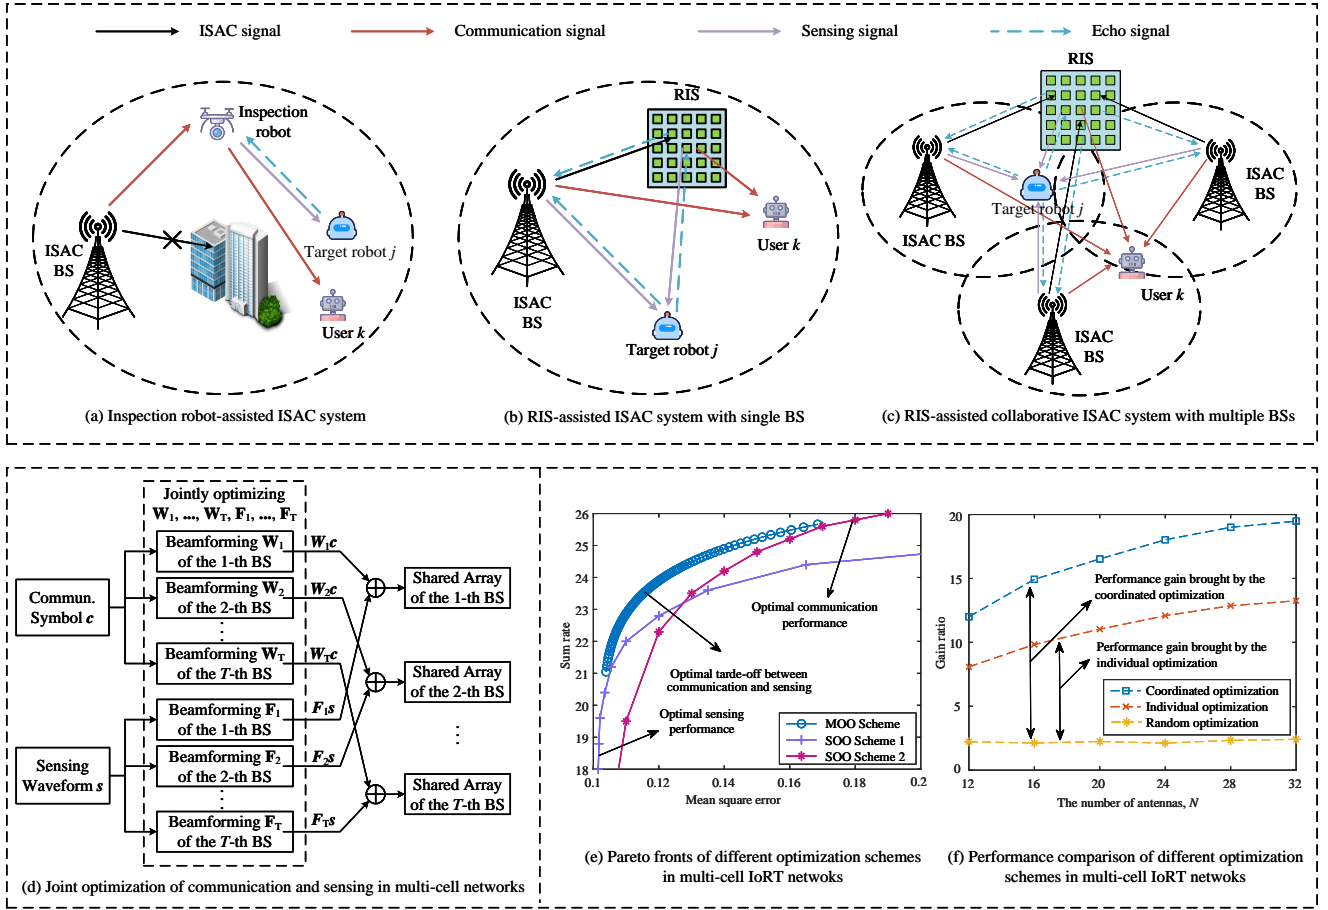 ISAC signal
Communication signal
Sensing signal
Echo signal
Inspection
robot
ISAC
BS
Target robot j
User k
(a) Inspection robot-assisted ISAC system
RIS
ISAC
BS
User k
Target robot j
(b) RIS-assisted ISAC system with single BS
RIS
ISAC BS
Target robot j
ISAC
BS
User k
ISAC
BS
(c) RIS-assisted collaborative ISAC system with multiple BSs
Jointly optimizing
W1, ..., WT, F1, ..., FT
Commun.
Symbol c
Sensing
Waveform s
Beamforming W1
of the 1-th BS
Beamforming W2
of the 2-th BS
⋮
Beamforming WT
of the T-th BS
Beamforming F1
of the 1-th BS
Beamforming F2
of the 2-th BS
⋮
Beamforming FT
of the T-th BS
W1c
W2c
WTc
F1s
F2s
FTs
Shared Array
of the 1-th BS
Shared Array
of the 2-th BS
⋮
Shared Array
of the T-th BS
(d) Joint optimization of communication and sensing in multi-cell networks
Sum rate
26
25
24
23
22
21
20
19
18
0.1
0.12
0.14
0.16
0.18
0.2
Mean square error
Optimal communication
performance
Optimal tarde-off between
communication and sensing
Optimal sensing
performance
MOO Scheme
SOO Scheme 1
SOO Scheme 2
(e) Pareto fronts of different optimization schemes
in multi-cell IoRT netwoks
Gain ratio
20
15
10
5
0
12
16
20
24
28
32
The number of antennas, N
Performance gain brought by the
coordinated optimization
Performance gain brought by the
individual optimization
Coordinated optimization
Individual optimization
Random optimization
(f) Performance comparison of different optimization
schemes in multi-cell IoRT netwoks